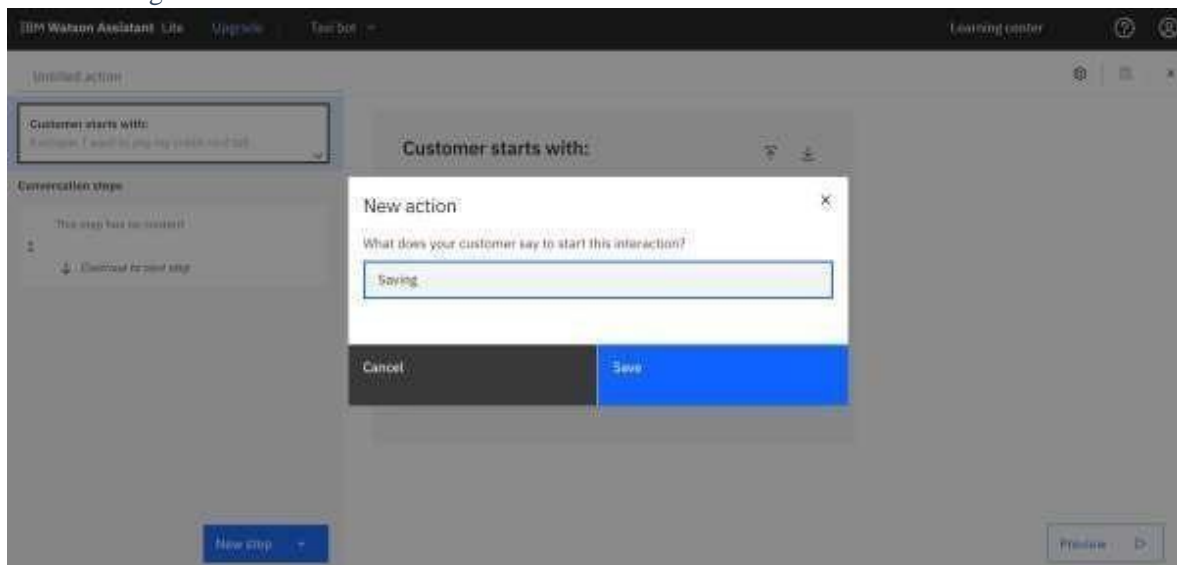 IBM Watson Assistant Lite Upgrade Learning center
Untitled action
Customer starts with:
Customer starts with:
Conversation steps
This step has no content
Continue to next step
New action
What does your customer say to start this interaction?
Saving
Cancel Save
New step
Preview